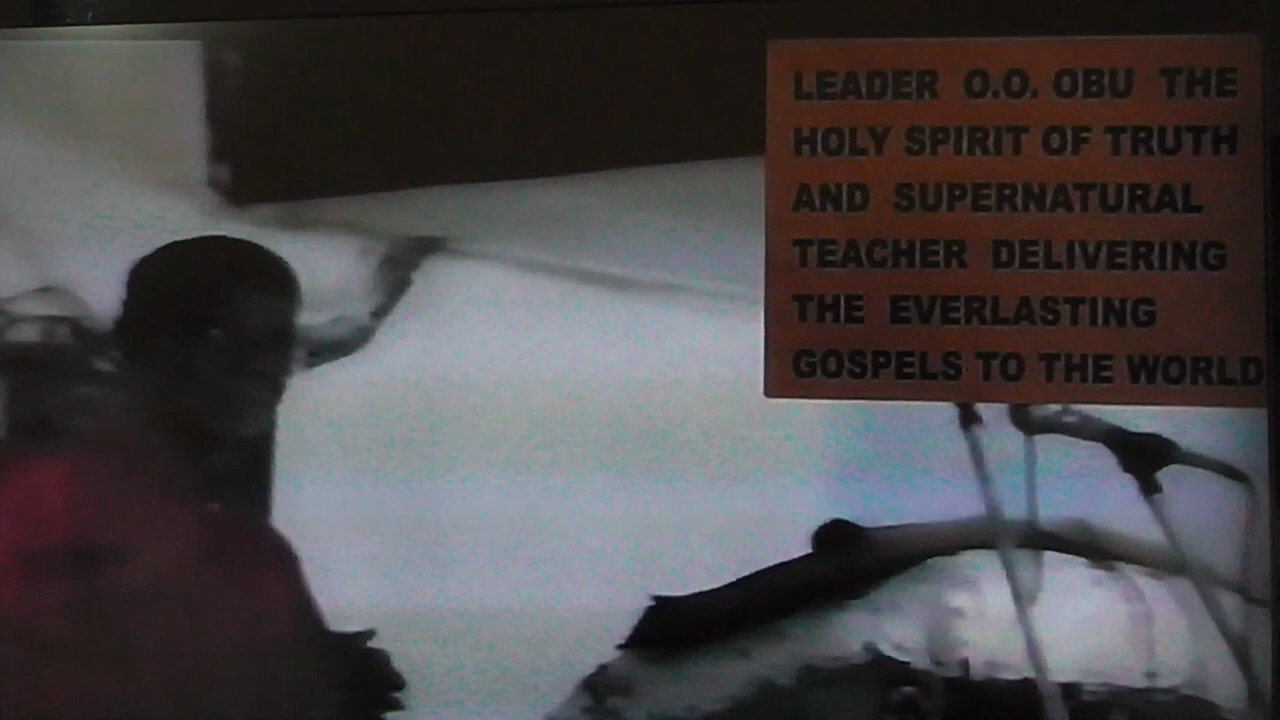 LEADER O.O. OBU THE
HOLY SPIRIT OF TRUTH
AND SUPERNATURAL
TEACHER DELIVERING
THE EVERLASTING
GOSPELS TO THE WORLD